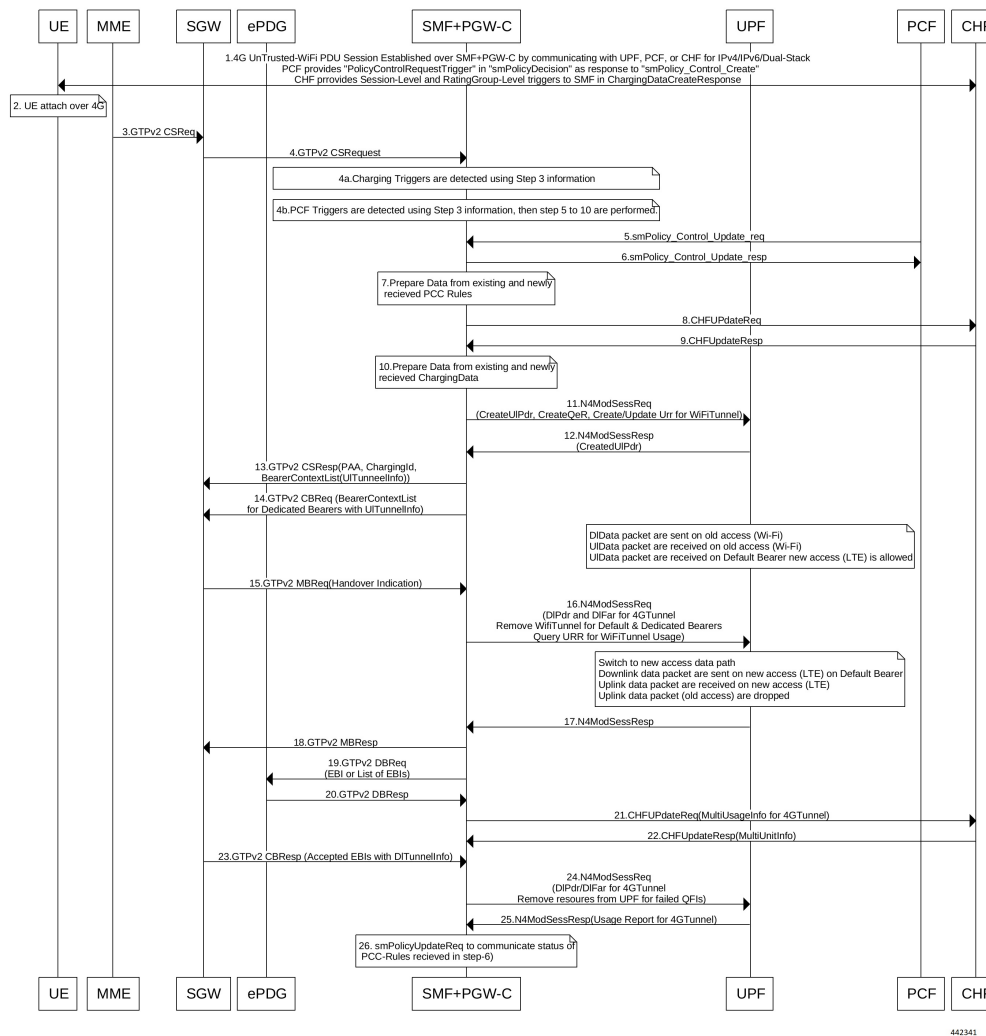 UE MME SGW ePDG SMF+PGW-C UPF PCF CHF
1.4G UnTrusted-WiFi PDU Session Established over SMF+PGW-C by communicating with UPF, PCF, or CHF for IPv4/IPv6/Dual-Stack
PCF provides "PolicyControlRequestTrigger" in "smPolicyDecision" as response to "smPolicy_Control_Create"
CHF provides Session-Level and RatingGroup-Level triggers to SMF in ChargingDataCreateResponse
2. UE attach over 4G
3.GTPv2 CSReq
4.GTPv2 CSRequest
4a.Charging Triggers are detected using Step 3 information
4b.PCF Triggers are detected using Step 3 information, then step 5 to 10 are performed.
5.smPolicy_Control_Update_req
6.smPolicy_Control_Update_resp
7.Prepare Data from existing and newly
recieved PCC Rules
8.CHFUPdateReq
9.CHFUpdateResp
10.Prepare Data from existing and newly
recieved ChargingData
11.N4ModSessReq
(CreateUlPdr, CreateQeR, Create/Update Urr for WiFiTunnel)
12.N4ModSessResp
(CreatedUlPdr)
13.GTPv2 CSResp(PAA, ChargingId,
BearerContextList(UlTunneelInfo))
14.GTPv2 CBReq (BearerContextList
for Dedicated Bearers with UlTunnelInfo)
DlData packet are sent on old access (Wi-Fi)
UlData packet are received on old access (Wi-Fi)
UlData packet are received on Default Bearer new access (LTE) is allowed
15.GTPv2 MBReq(Handover Indication)
16.N4ModSessReq
(DlPdr and DlFar for 4GTunnel
Remove WifiTunnel for Default & Dedicated Bearers
Query URR for WiFiTunnel Usage)
Switch to new access data path
Downlink data packet are sent on new access (LTE) on Default Bearer
Uplink data packet are received on new access (LTE)
Uplink data packet (old access) are dropped
17.N4ModSessResp
18.GTPv2 MBResp
19.GTPv2 DBReq
(EBI or List of EBIs)
20.GTPv2 DBResp
21.CHFUPdateReq(MultiUsageInfo for 4GTunnel)
22.CHFUpdateResp(MultiUnitInfo)
23.GTPv2 CBResp (Accepted EBIs with DlTunnelInfo)
24.N4ModSessReq
(DlPdr/DlFar for 4GTunnel
Remove resoures from UPF for failed QFIs)
25.N4ModSessResp(Usage Report for 4GTunnel)
26. smPolicyUpdateReq to communicate status of
PCC-Rules recieved in step-6)
UE MME SGW ePDG SMF+PGW-C UPF PCF CHF
442341